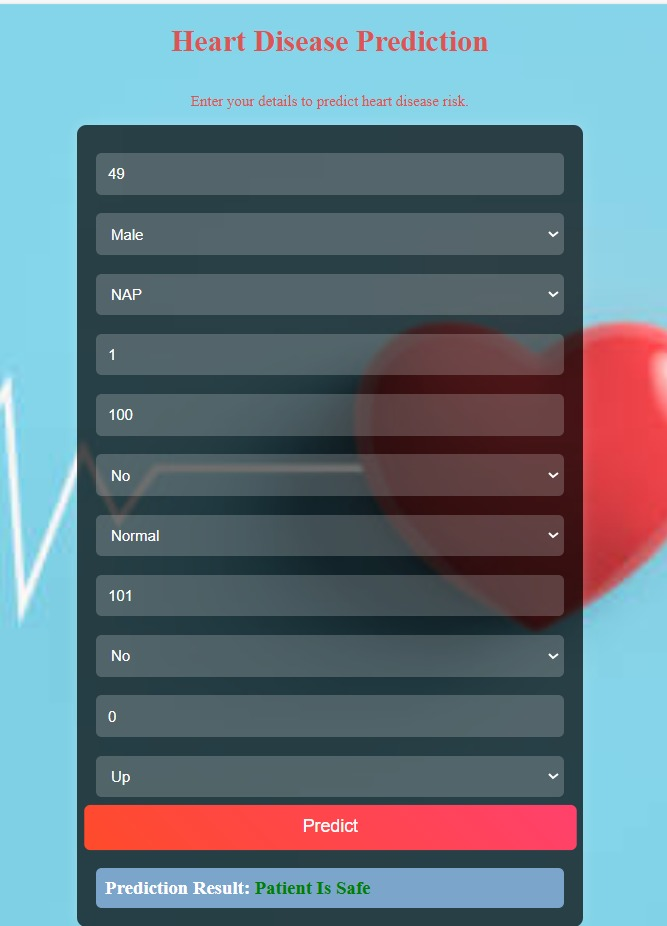 Heart Disease Prediction
Enter your details to predict heart disease risk.
49
Male
NAP
1
100
No
Normal
101
No
0
Up
Predict
Prediction Result: Patient Is Safe